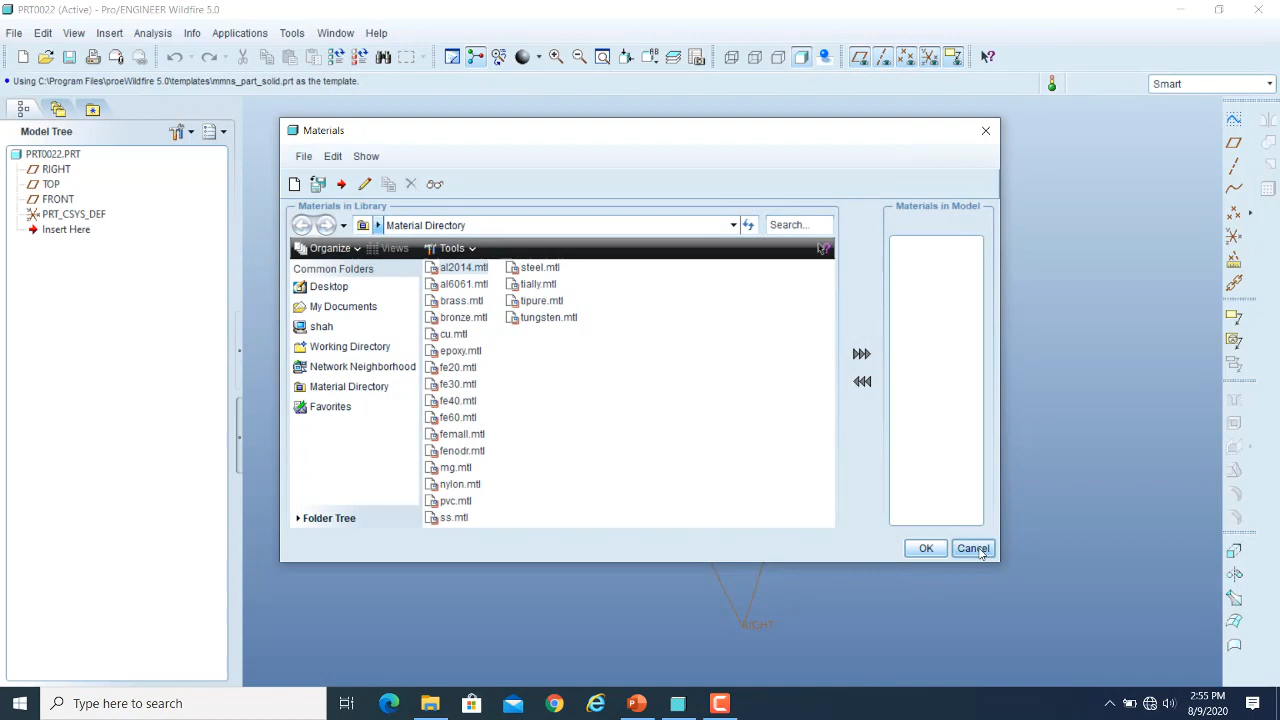 PRT0022 (Active) - Pro/ENGINEER Wildfire 5.0
File Edit View Insert Analysis Info Applications Tools Window Help
Using C:\Program Files\proeWildfire 5.0\templates\mmns_part_solid.prt as the template.
Smart
Model Tree
PRT0022.PRT
RIGHT
TOP
FRONT
PRT_CSYS_DEF
Insert Here
Materials
File Edit Show
Materials in Library
Materials in Model
Material Directory
Search...
Organize Views Tools
Common Folders
Desktop
My Documents
shah
Working Directory
Network Neighborhood
Material Directory
Favorites
Folder Tree
al2014.mtl
al6061.mtl
brass.mtl
bronze.mtl
cu.mtl
epoxy.mtl
fe20.mtl
fe30.mtl
fe40.mtl
fe60.mtl
femall.mtl
fenodr.mtl
mg.mtl
nylon.mtl
pvc.mtl
ss.mtl
steel.mtl
tially.mtl
tipure.mtl
tungsten.mtl
OK Cancel
RIGHT
Type here to search
2:55 PM
8/9/2020